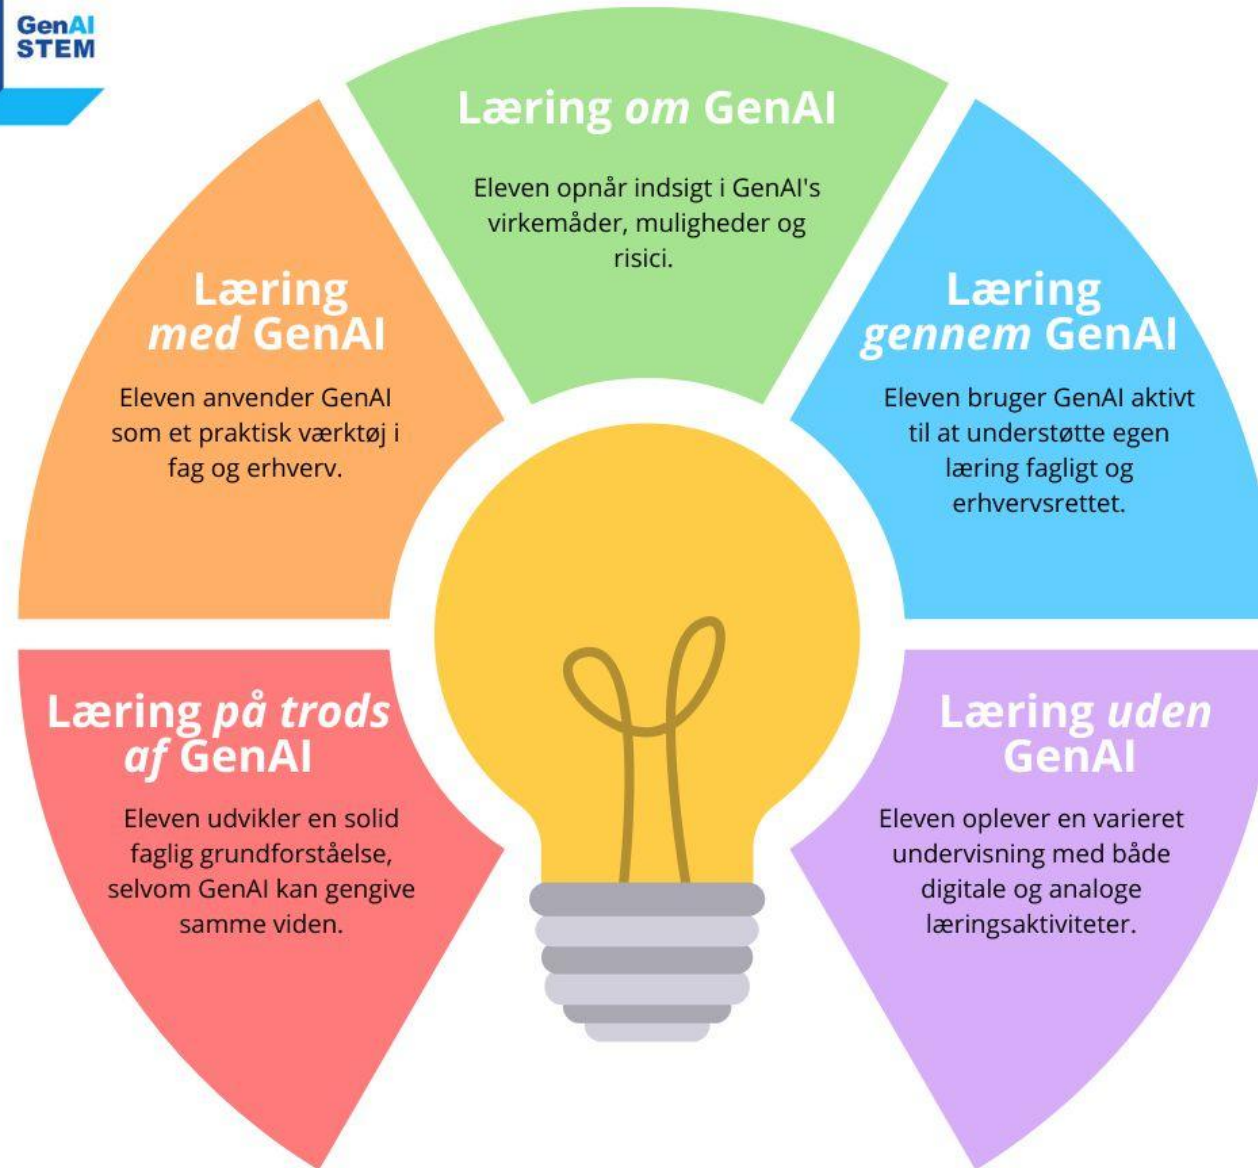 GenAI
STEM
Læring om GenAI
Eleven opnår indsigt i GenAI's
virkemåder, muligheder og
risici.
Læring
med GenAI
Eleven anvender GenAI
som et praktisk værktøj i
fag og erhverv.
Læring
gennem GenAI
Eleven bruger GenAI aktivt
til at understøtte egen
læring fagligt og
erhvervsrettet.
Læring på trods
af GenAI
Eleven udvikler en solid
faglig grundforståelse,
selvom GenAI kan gengive
samme viden.
Læring uden
GenAI
Eleven oplever en varieret
undervisning med både
digitale og analoge
læringsaktiviteter.